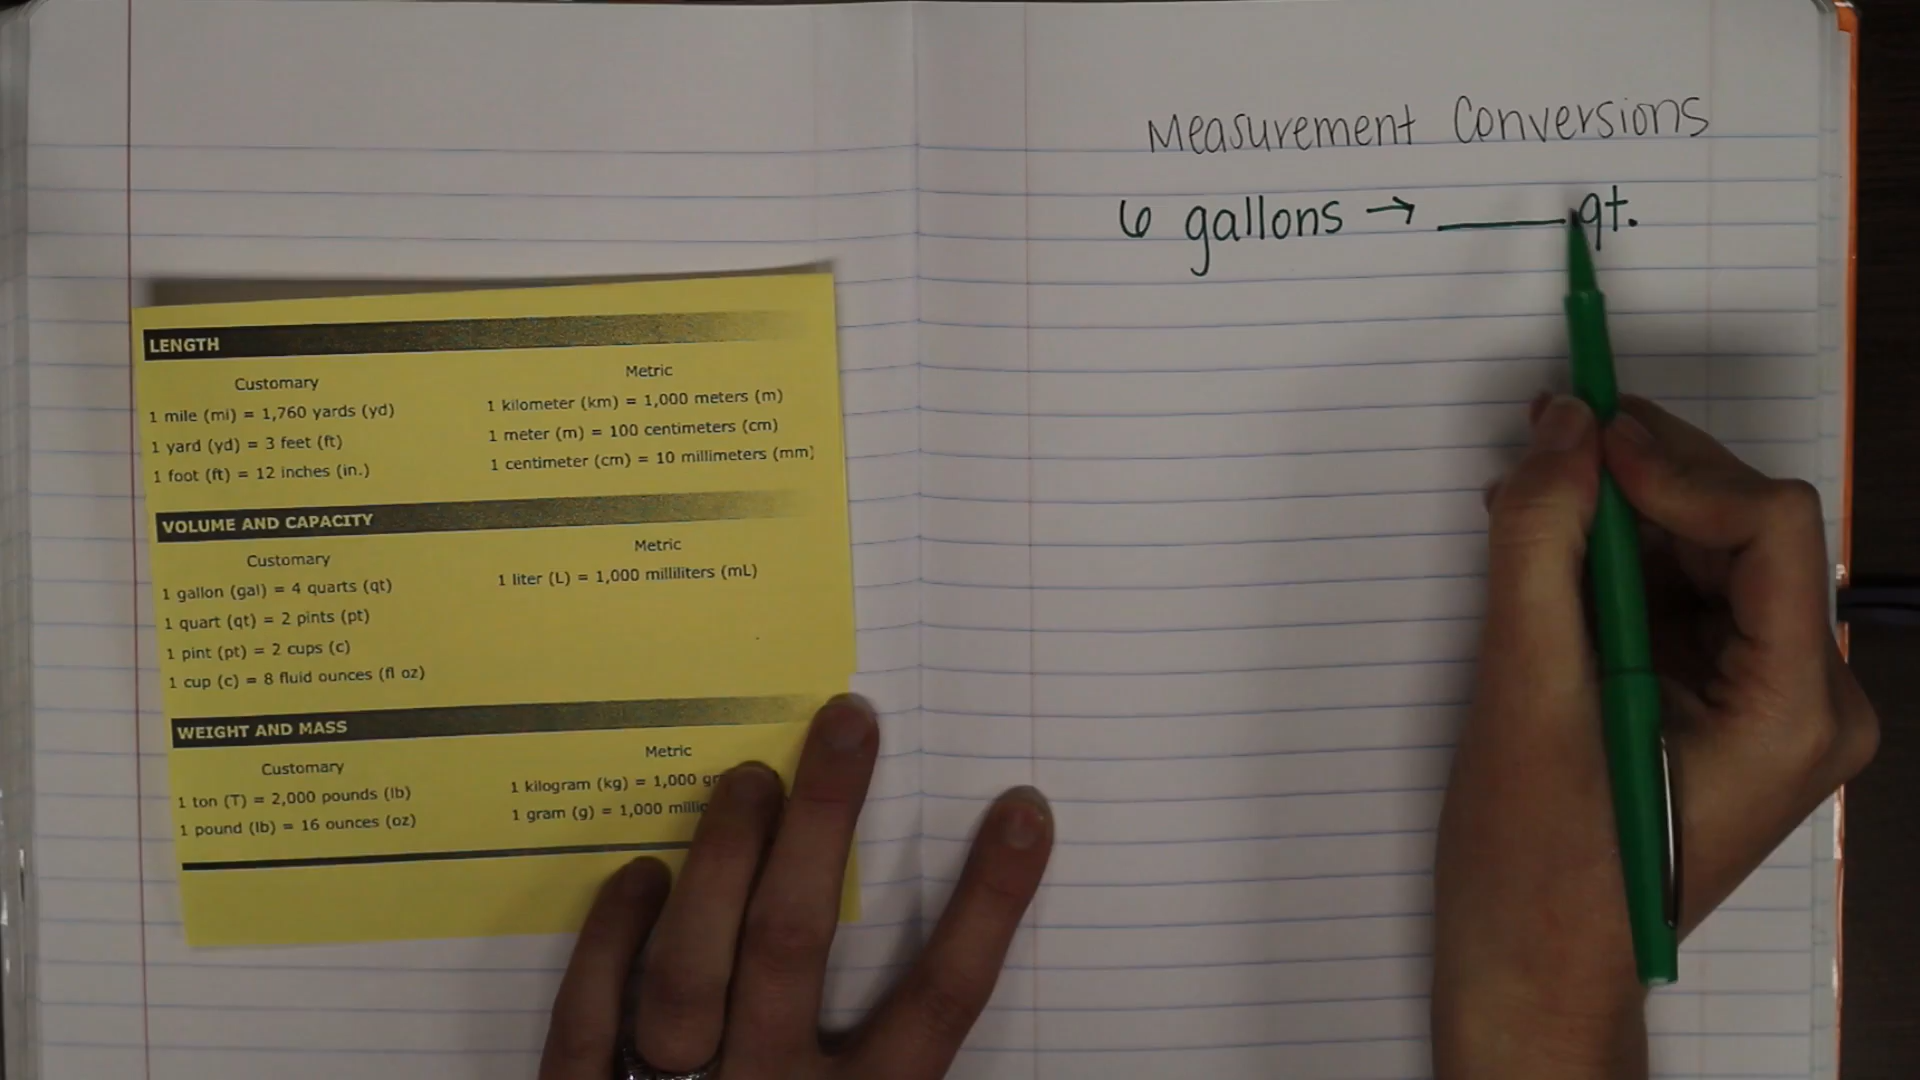 Measurement Conversions
6 gallons → ____ qt.
LENGTH
Customary
1 mile (mi) = 1,760 yards (yd)
1 yard (yd) = 3 feet (ft)
1 foot (ft) = 12 inches (in.)
Metric
1 kilometer (km) = 1,000 meters (m)
1 meter (m) = 100 centimeters (cm)
1 centimeter (cm) = 10 millimeters (mm)
VOLUME AND CAPACITY
Customary
1 gallon (gal) = 4 quarts (qt)
1 quart (qt) = 2 pints (pt)
1 pint (pt) = 2 cups (c)
1 cup (c) = 8 fluid ounces (fl oz)
Metric
1 liter (L) = 1,000 milliliters (mL)
WEIGHT AND MASS
Customary
1 ton (T) = 2,000 pounds (lb)
1 pound (lb) = 16 ounces (oz)
Metric
1 kilogram (kg) = 1,000
1 gram (g) = 1,000